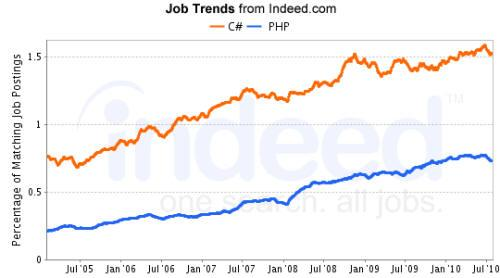 Job Trends from Indeed.com
C# PHP
Percentage of Matching Job Postings
1.5
1
0.5
0
indeed™
one search. all jobs.
Jul'05 Jan'06 Jul'06 Jan'07 Jul'07 Jan'08 Jul'08 Jan'09 Jul'09 Jan'10 Jul'10